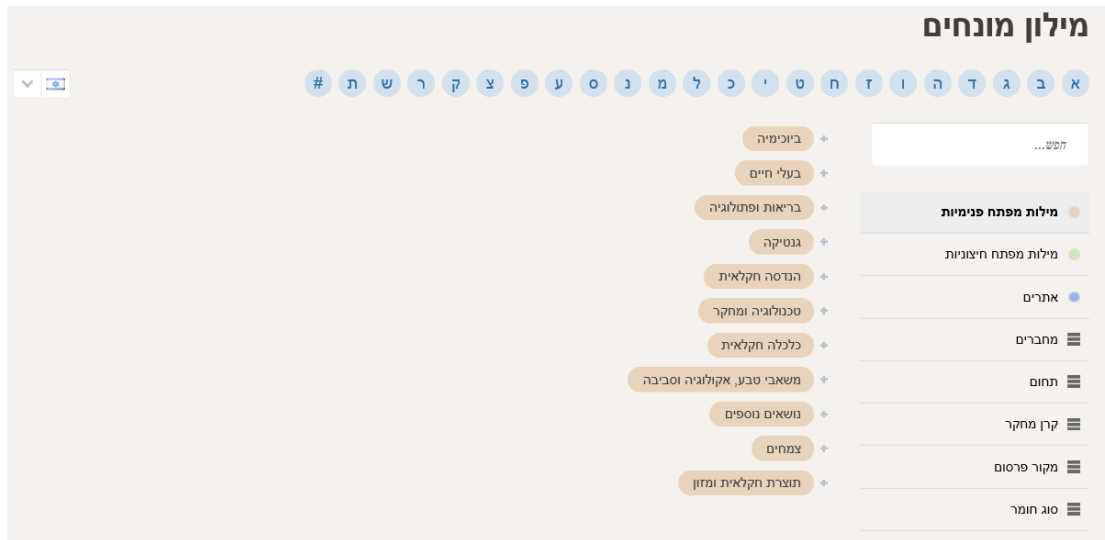 מילון מונחים
א ב ג ד ה ו ז ח ט י כ ל מ נ ס ע פ צ ק ר ש ת #
חפש...
מילות מפתח פנימיות
מילות מפתח חיצוניות
אתרים
מחברים
תחום
קרן מחקר
מקור פרסום
סוג חומר
ביוכימיה
בעלי חיים
בריאות ופתולוגיה
גנטיקה
הנדסה חקלאית
טכנולוגיה ומחקר
כלכלה חקלאית
משאבי טבע, אקולוגיה וסביבה
נושאים נוספים
צמחים
תוצרת חקלאית ומזון